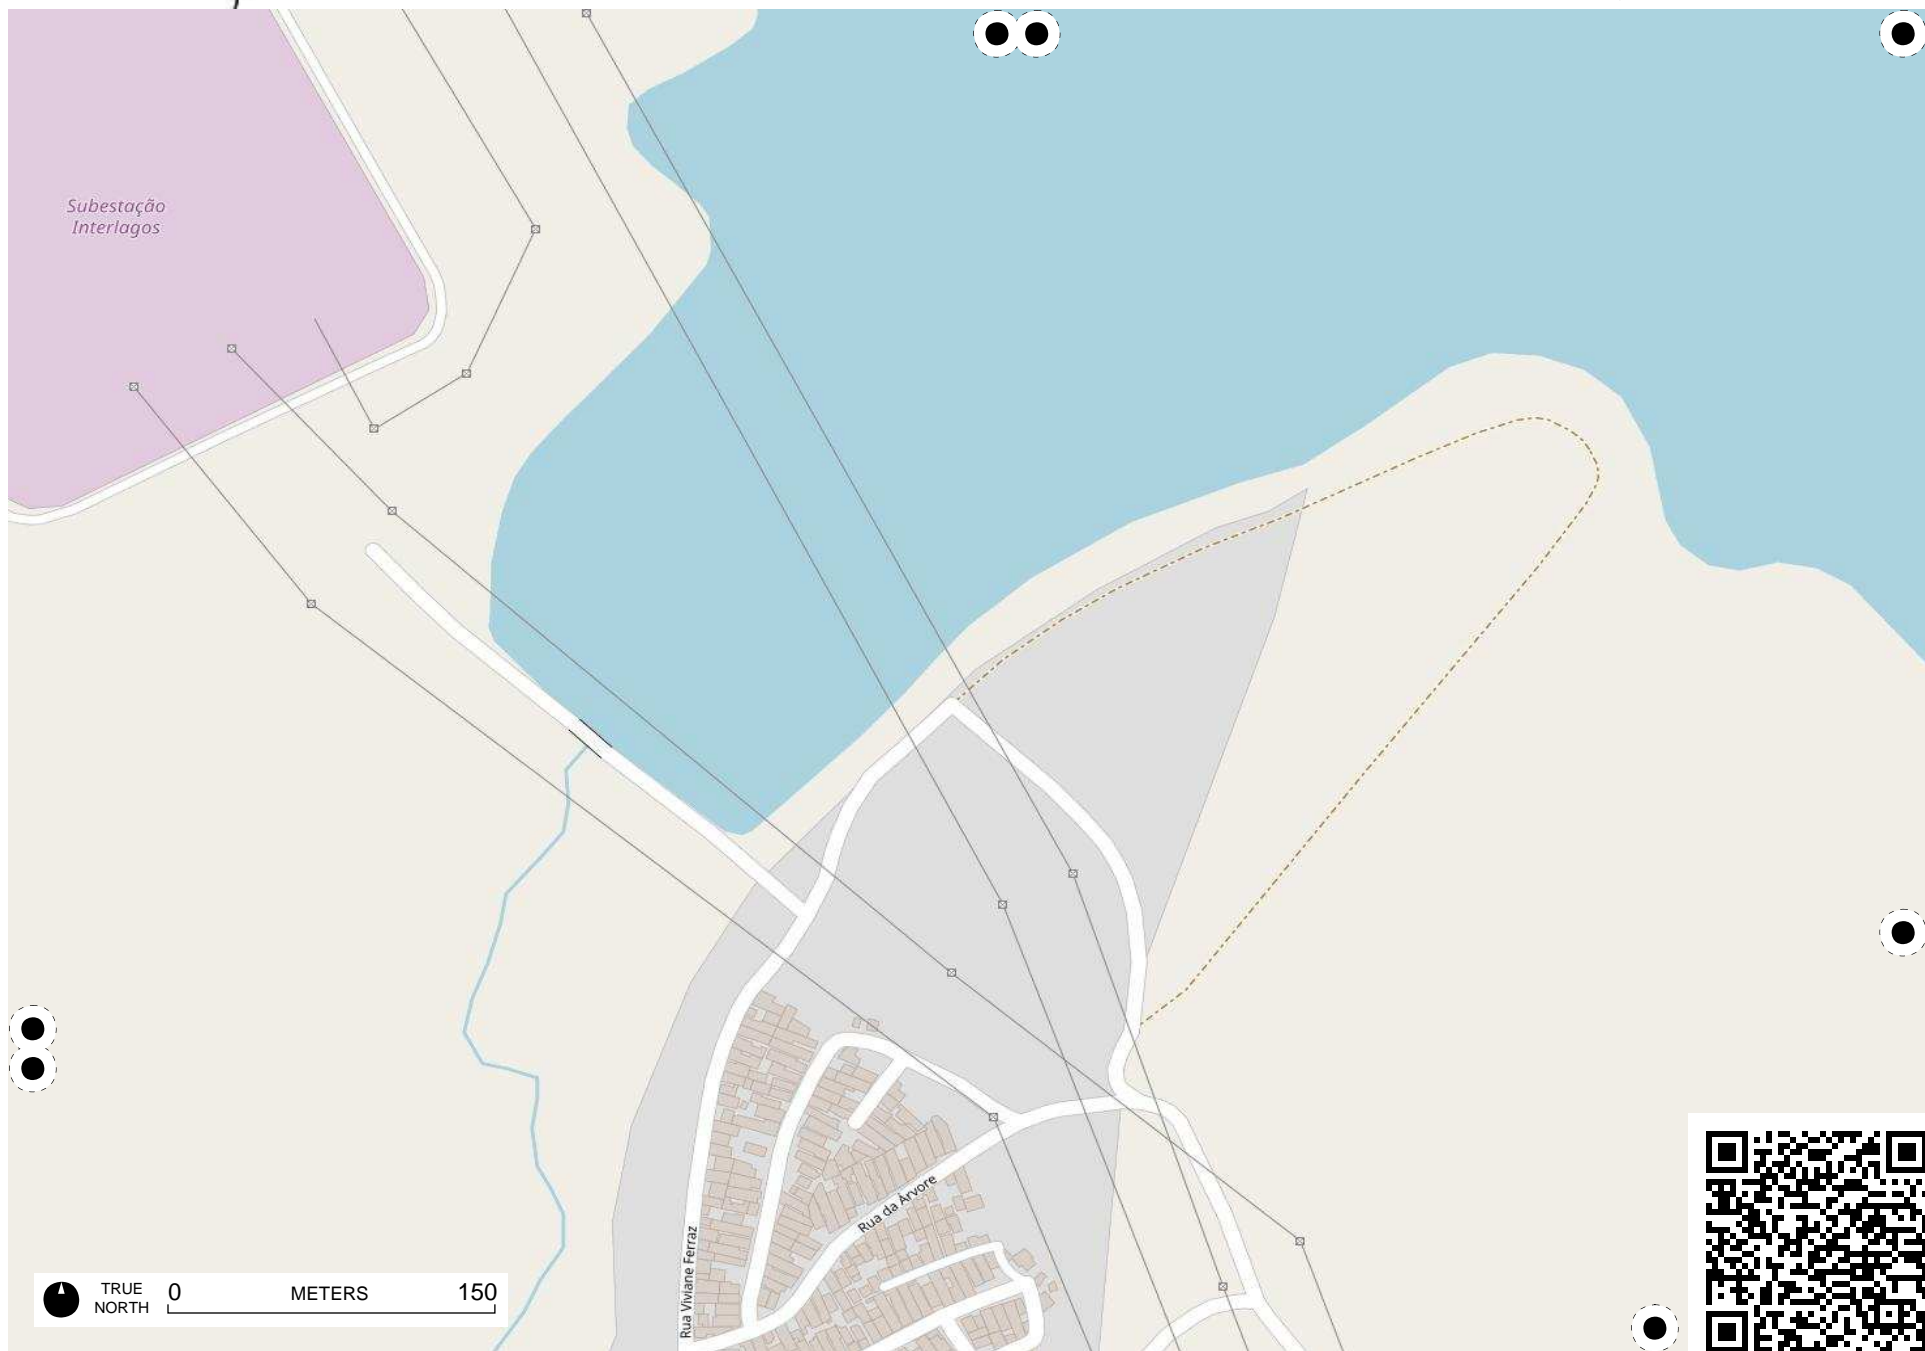 Subestação
Interlagos
Rua da Árvore
Rua Viviane Ferraz
TRUE
NORTH
0 METERS 150